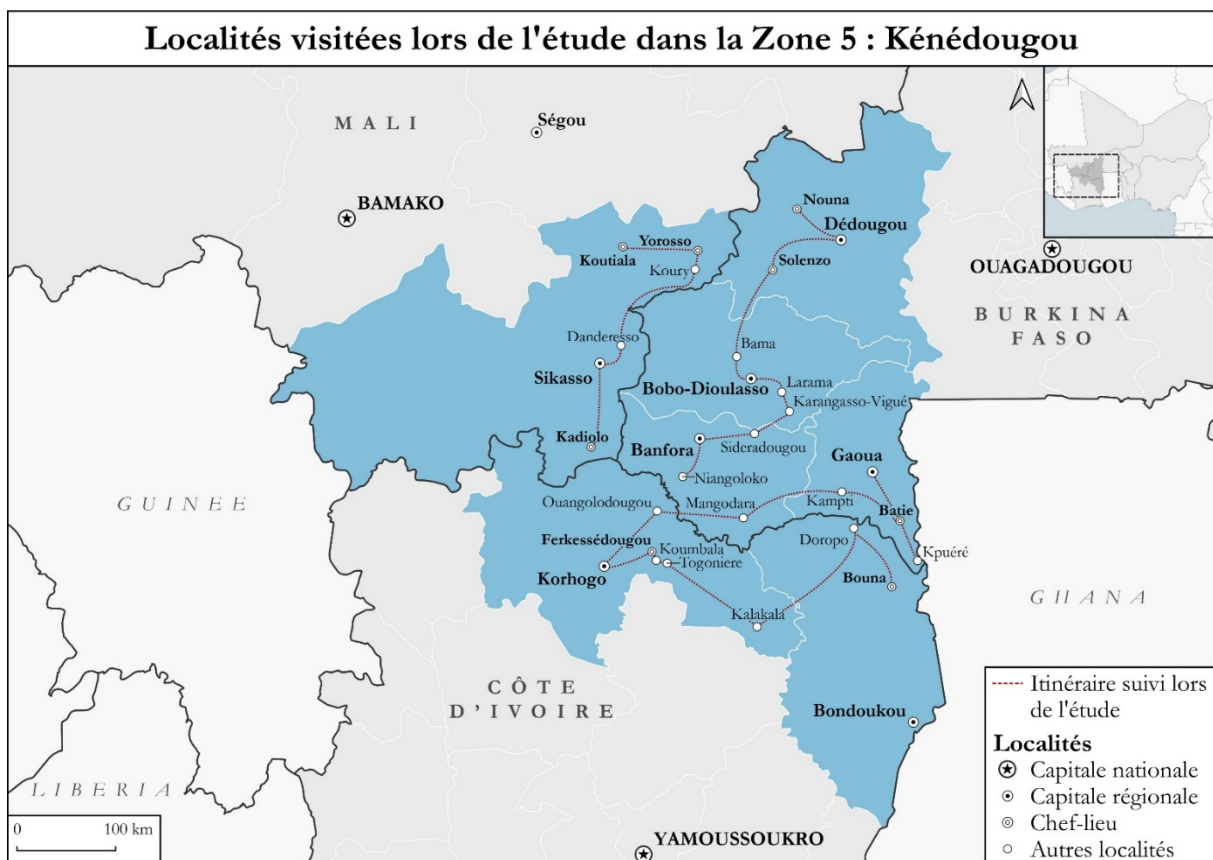 Localités visitées lors de l'étude dans la Zone 5 : Kénédougou
MALI
Ségou
BAMAKO
Nouna
Dédougou
Yorosso
Koutiala
Koury
Solenzo
OUAGADOUGOU
BURKINA
FASO
Danderesso
Bama
Sikasso
Bobo-Dioulasso
Larama
Karangasso-Vigué
Kadiolo
Banfora
Sideradougou
Gaoua
Niangoloko
GUINEE
Ouangolodougou
Mangodara
Kampti
Batie
Ferkessédougou
Koumbala
Doropo
Kpuéré
Togoniere
Korhogo
Bouna
GHANA
Kalakala
CÔTE
D'IVOIRE
Bondoukou
LIBERIA
YAMOUSSOUKRO
0 100 km
Itinéraire suivi lors
de l'étude
Localités
Capitale nationale
Capitale régionale
Chef-lieu
Autres localités